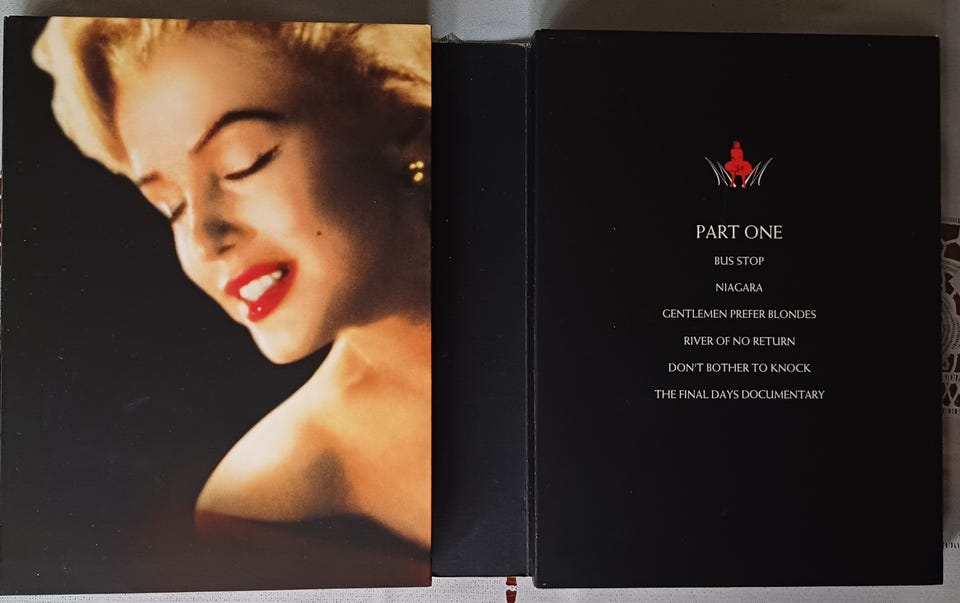 PART ONE
BUS STOP
NIAGARA
GENTLEMEN PREFER BLONDES
RIVER OF NO RETURN
DON'T BOTHER TO KNOCK
THE FINAL DAYS DOCUMENTARY